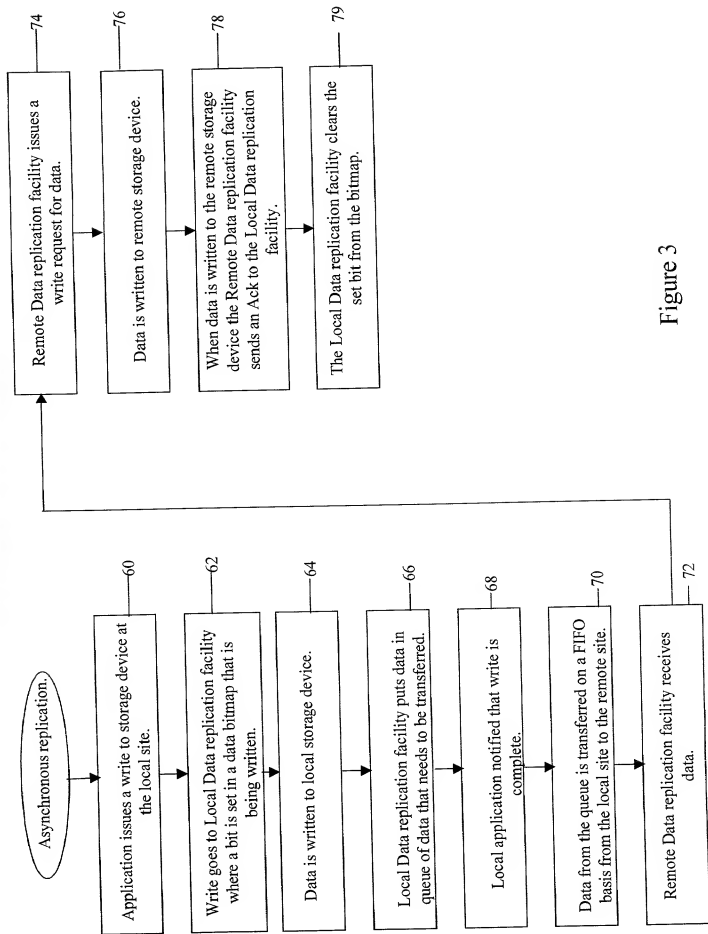 Asynchronous replication.
Application issues a write to storage device at
the local site.
60
Write goes to Local Data replication facility
where a bit is set in a data bitmap that is
being written.
62
Data is written to local storage device.
64
Local Data replication facility puts data in
queue of data that needs to be transferred.
66
Local application notified that write is
complete.
68
Data from the queue is transferred on a FIFO
basis from the local site to the remote site.
70
Remote Data replication facility receives
data.
72
Remote Data replication facility issues a
write request for data.
74
Data is written to remote storage device.
76
When data is written to the remote storage
device the Remote Data replication facility
sends an Ack to the Local Data replication
facility.
78
The Local Data replication facility clears the
set bit from the bitmap.
79
Figure 3